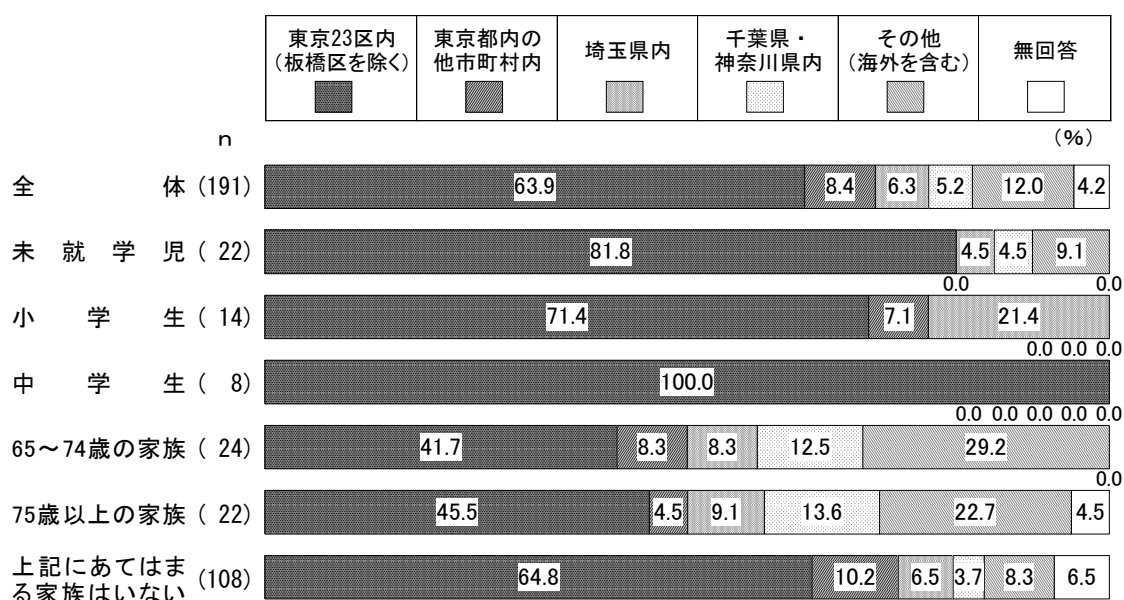 東京23区内
(板橋区を除く)
東京都内の
他市町村内
埼玉県内
千葉県・
神奈川県内
その他
(海外を含む)
無回答
n
(%)
全体 (191) 63.9 8.4 6.3 5.2 12.0 4.2
未就学児 ( 22) 81.8 4.5 4.5 9.1
0.0 0.0
小学生 ( 14) 71.4 7.1 21.4
0.0 0.0 0.0
中学生 ( 8) 100.0
0.0 0.0 0.0 0.0 0.0
65～74歳の家族 ( 24) 41.7 8.3 8.3 12.5 29.2
0.0
75歳以上の家族 ( 22) 45.5 4.5 9.1 13.6 22.7 4.5
上記にあてはま
る家族はいない (108) 64.8 10.2 6.5 3.7 8.3 6.5